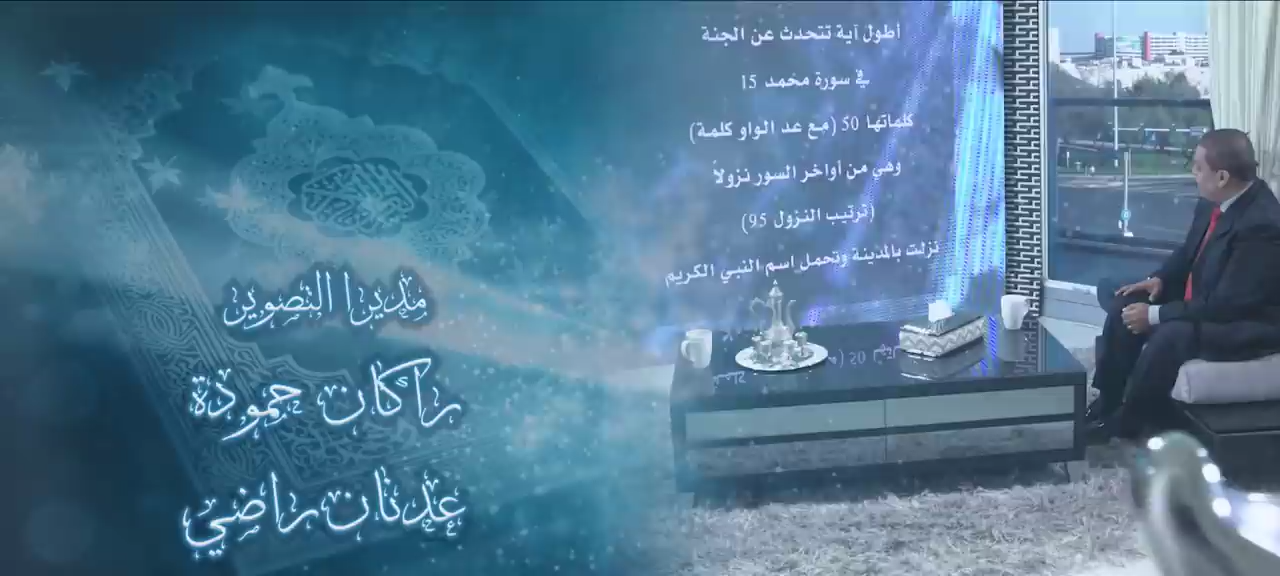 أطول آية تتحدث عن الجنة
في سورة محمد 15
كلماتها 50 (مع عد الواو كلمة)
وهي من أواخر السور نزولاً
(ترتيب النزول 95)
نزلت بالمدينة وتحمل اسم النبي الكريم
مديرا التصوير
راكان حمودة
عدنان راضي